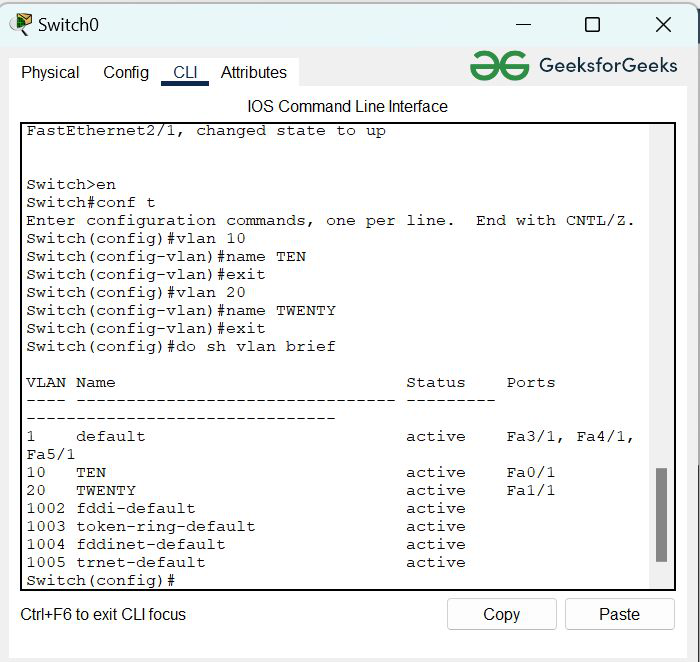 Switch0
Physical Config CLI Attributes
GeeksforGeeks
IOS Command Line Interface
FastEthernet2/1, changed state to up
Switch>en
Switch#conf t
Enter configuration commands, one per line.  End with CNTL/Z.
Switch(config)#vlan 10
Switch(config-vlan)#name TEN
Switch(config-vlan)#exit
Switch(config)#vlan 20
Switch(config-vlan)#name TWENTY
Switch(config-vlan)#exit
Switch(config)#do sh vlan brief
VLAN Name                             Status    Ports
---- -------------------------------- ---------
-------------------------------
1    default                          active    Fa3/1, Fa4/1,
Fa5/1
10   TEN                              active    Fa0/1
20   TWENTY                           active    Fa1/1
1002 fddi-default                     active
1003 token-ring-default               active
1004 fddinet-default                  active
1005 trnet-default                    active
Switch(config)#
Ctrl+F6 to exit CLI focus
Copy Paste